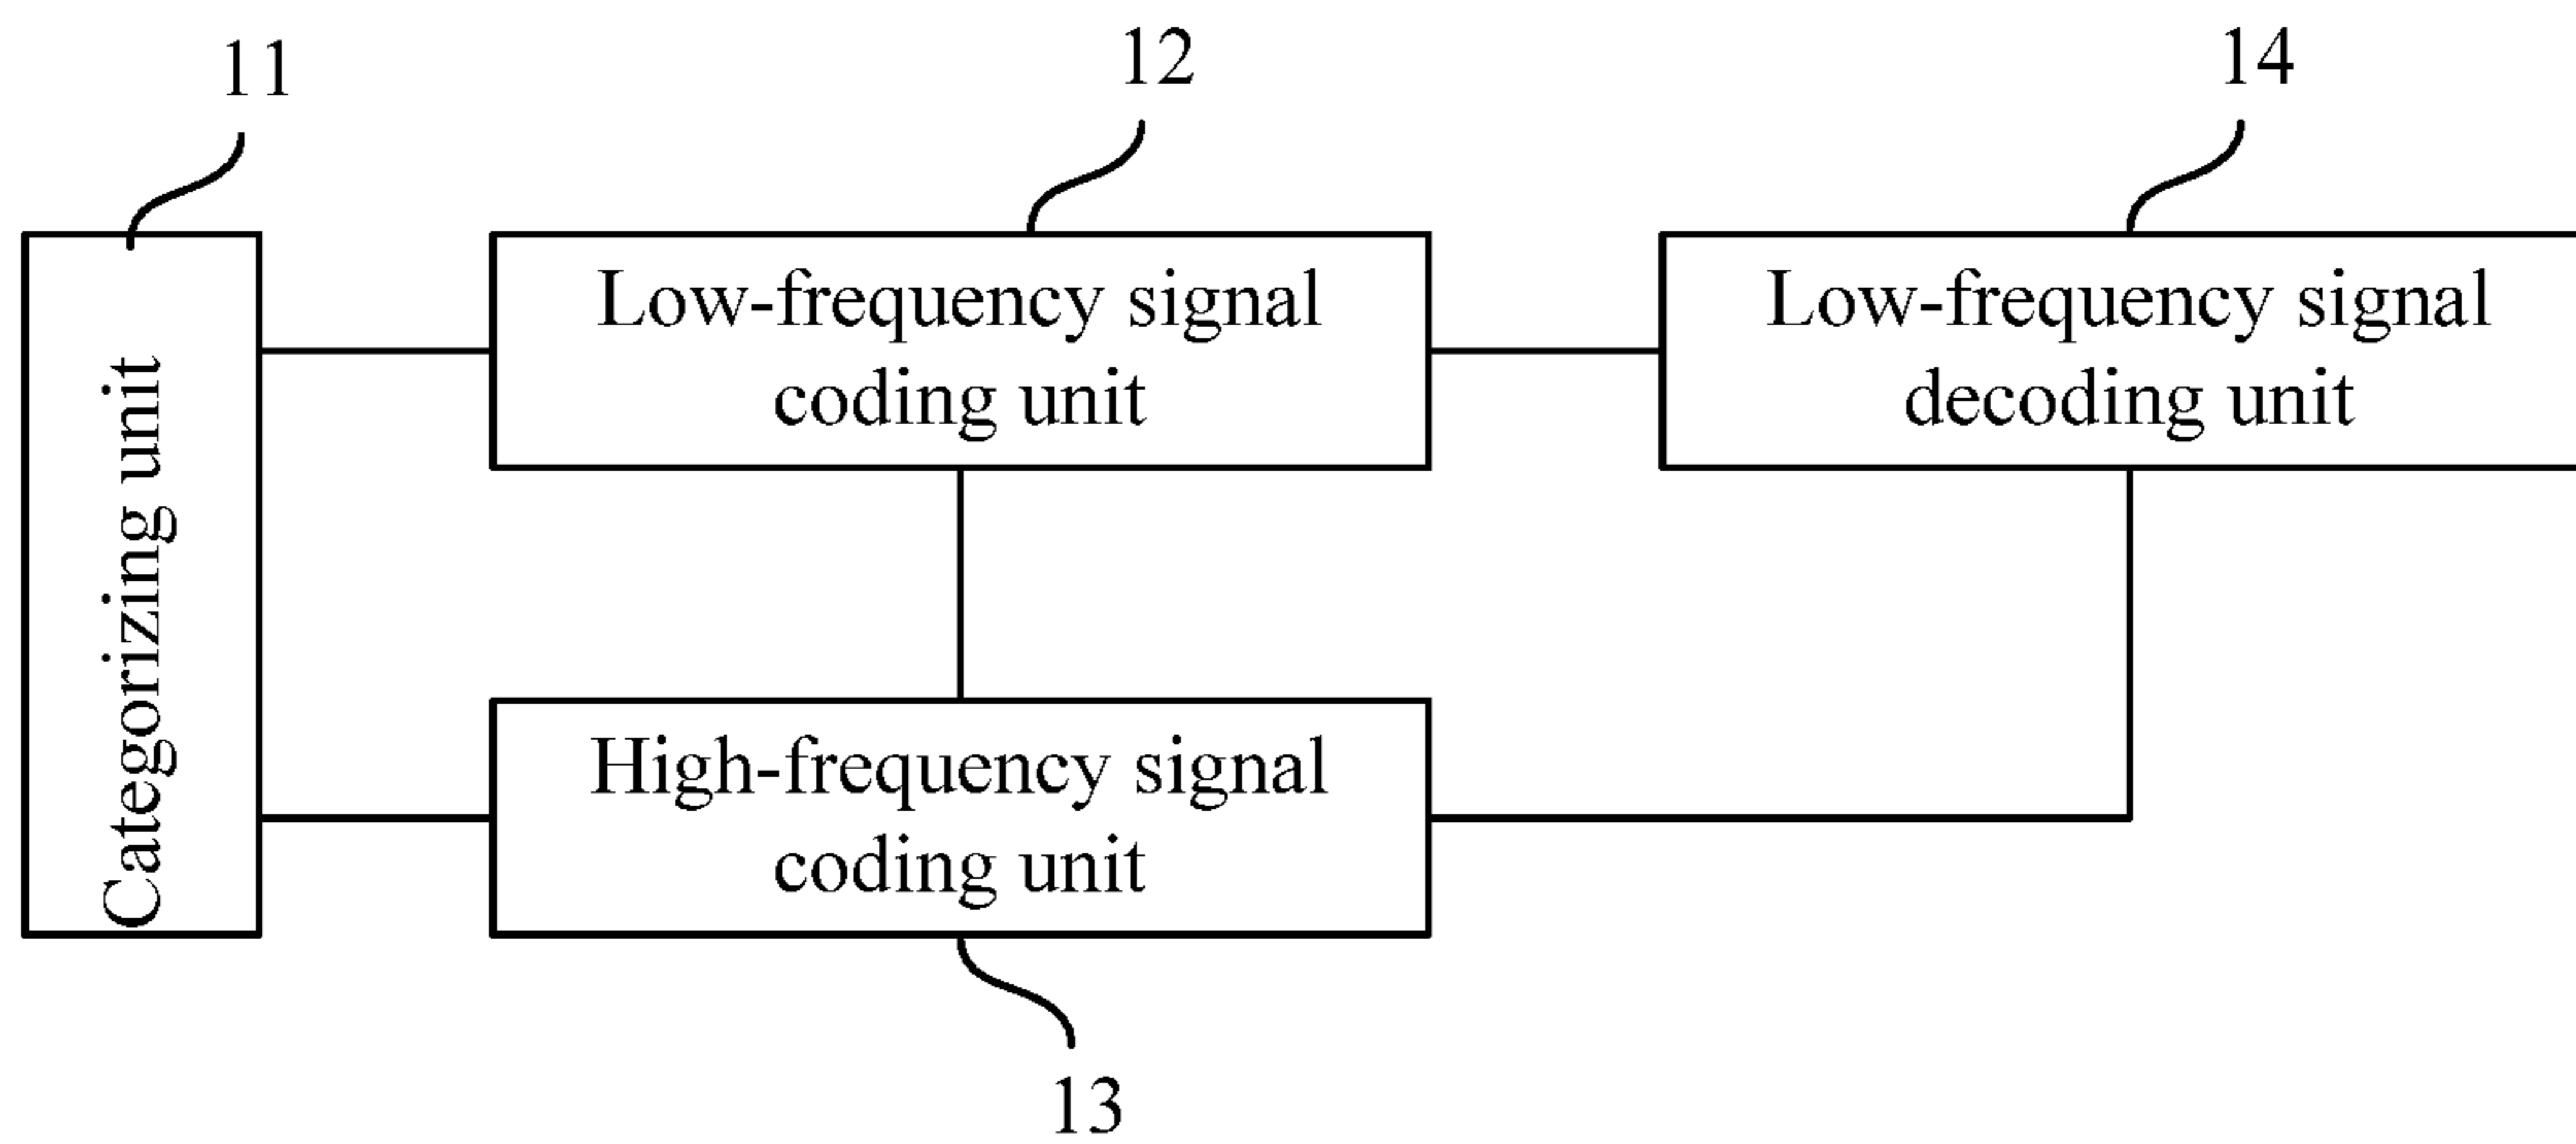 11
12
14
Categorizing unit
Low-frequency signal
coding unit
Low-frequency signal
decoding unit
High-frequency signal
coding unit
13